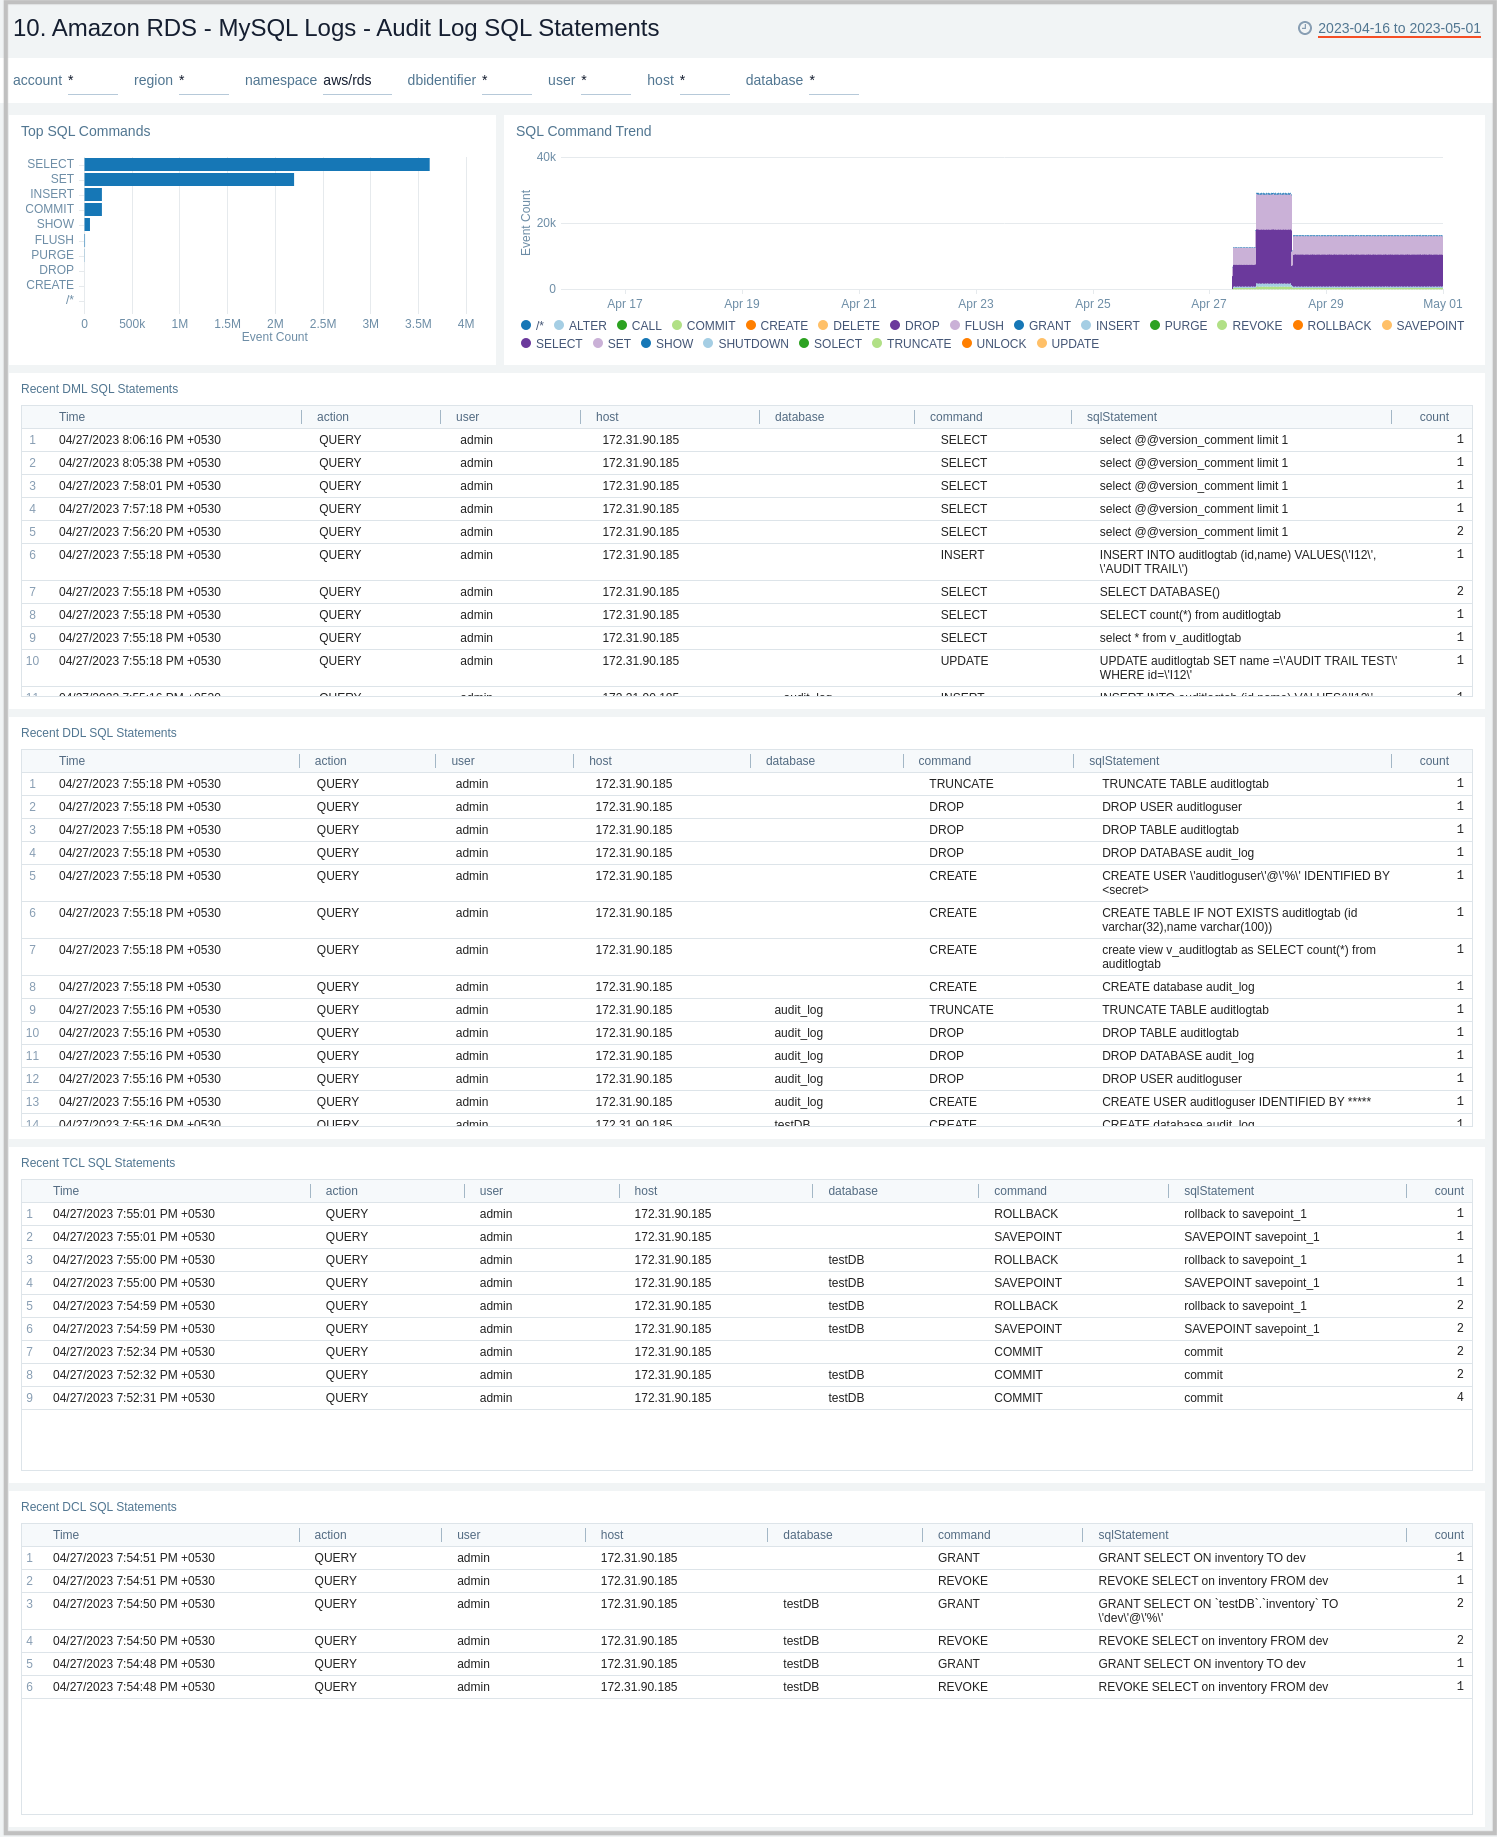 10. Amazon RDS - MySQL Logs - Audit Log SQL Statements
2023-04-16 to 2023-05-01
account * region * namespace aws/rds dbidentifier * user * host * database *
Top SQL Commands
SELECT
SET
INSERT
COMMIT
SHOW
FLUSH
PURGE
DROP
CREATE
/*
0 500k 1M 1.5M 2M 2.5M 3M 3.5M 4M
Event Count
SQL Command Trend
40k
20k
0
Event Count
Apr 17 Apr 19 Apr 21 Apr 23 Apr 25 Apr 27 Apr 29 May 01
/* ALTER CALL COMMIT CREATE DELETE DROP FLUSH GRANT INSERT PURGE REVOKE ROLLBACK SAVEPOINT
SELECT SET SHOW SHUTDOWN SOLECT TRUNCATE UNLOCK UPDATE
Recent DML SQL Statements
Time action user host database command sqlStatement count
1 04/27/2023 8:06:16 PM +0530 QUERY admin 172.31.90.185 SELECT select @@version_comment limit 1 1
2 04/27/2023 8:05:38 PM +0530 QUERY admin 172.31.90.185 SELECT select @@version_comment limit 1 1
3 04/27/2023 7:58:01 PM +0530 QUERY admin 172.31.90.185 SELECT select @@version_comment limit 1 1
4 04/27/2023 7:57:18 PM +0530 QUERY admin 172.31.90.185 SELECT select @@version_comment limit 1 1
5 04/27/2023 7:56:20 PM +0530 QUERY admin 172.31.90.185 SELECT select @@version_comment limit 1 2
6 04/27/2023 7:55:18 PM +0530 QUERY admin 172.31.90.185 INSERT INSERT INTO auditlogtab (id,name) VALUES(\'I12\', 1
\'AUDIT TRAIL\')
7 04/27/2023 7:55:18 PM +0530 QUERY admin 172.31.90.185 SELECT SELECT DATABASE() 2
8 04/27/2023 7:55:18 PM +0530 QUERY admin 172.31.90.185 SELECT SELECT count(*) from auditlogtab 1
9 04/27/2023 7:55:18 PM +0530 QUERY admin 172.31.90.185 SELECT select * from v_auditlogtab 1
10 04/27/2023 7:55:18 PM +0530 QUERY admin 172.31.90.185 UPDATE UPDATE auditlogtab SET name =\'AUDIT TRAIL TEST\' 1
WHERE id=\'I12\'
11 04/27/2023 7:55:16 PM +0530 QUERY admin 172.31.90.185 audit_log INSERT INSERT INTO auditlogtab (id,name) VALUES(\'I12\', 1
Recent DDL SQL Statements
Time action user host database command sqlStatement count
1 04/27/2023 7:55:18 PM +0530 QUERY admin 172.31.90.185 TRUNCATE TRUNCATE TABLE auditlogtab 1
2 04/27/2023 7:55:18 PM +0530 QUERY admin 172.31.90.185 DROP DROP USER auditloguser 1
3 04/27/2023 7:55:18 PM +0530 QUERY admin 172.31.90.185 DROP DROP TABLE auditlogtab 1
4 04/27/2023 7:55:18 PM +0530 QUERY admin 172.31.90.185 DROP DROP DATABASE audit_log 1
5 04/27/2023 7:55:18 PM +0530 QUERY admin 172.31.90.185 CREATE CREATE USER \'auditloguser\'@\'%\' IDENTIFIED BY 1
<secret>
6 04/27/2023 7:55:18 PM +0530 QUERY admin 172.31.90.185 CREATE CREATE TABLE IF NOT EXISTS auditlogtab (id 1
varchar(32),name varchar(100))
7 04/27/2023 7:55:18 PM +0530 QUERY admin 172.31.90.185 CREATE create view v_auditlogtab as SELECT count(*) from 1
auditlogtab
8 04/27/2023 7:55:18 PM +0530 QUERY admin 172.31.90.185 CREATE CREATE database audit_log 1
9 04/27/2023 7:55:16 PM +0530 QUERY admin 172.31.90.185 audit_log TRUNCATE TRUNCATE TABLE auditlogtab 1
10 04/27/2023 7:55:16 PM +0530 QUERY admin 172.31.90.185 audit_log DROP DROP TABLE auditlogtab 1
11 04/27/2023 7:55:16 PM +0530 QUERY admin 172.31.90.185 audit_log DROP DROP DATABASE audit_log 1
12 04/27/2023 7:55:16 PM +0530 QUERY admin 172.31.90.185 audit_log DROP DROP USER auditloguser 1
13 04/27/2023 7:55:16 PM +0530 QUERY admin 172.31.90.185 audit_log CREATE CREATE USER auditloguser IDENTIFIED BY ***** 1
14 04/27/2023 7:55:16 PM +0530 QUERY admin 172.31.90.185 testDB CREATE CREATE database audit_log 1
Recent TCL SQL Statements
Time action user host database command sqlStatement count
1 04/27/2023 7:55:01 PM +0530 QUERY admin 172.31.90.185 ROLLBACK rollback to savepoint_1 1
2 04/27/2023 7:55:01 PM +0530 QUERY admin 172.31.90.185 SAVEPOINT SAVEPOINT savepoint_1 1
3 04/27/2023 7:55:00 PM +0530 QUERY admin 172.31.90.185 testDB ROLLBACK rollback to savepoint_1 1
4 04/27/2023 7:55:00 PM +0530 QUERY admin 172.31.90.185 testDB SAVEPOINT SAVEPOINT savepoint_1 1
5 04/27/2023 7:54:59 PM +0530 QUERY admin 172.31.90.185 testDB ROLLBACK rollback to savepoint_1 2
6 04/27/2023 7:54:59 PM +0530 QUERY admin 172.31.90.185 testDB SAVEPOINT SAVEPOINT savepoint_1 2
7 04/27/2023 7:52:34 PM +0530 QUERY admin 172.31.90.185 COMMIT commit 2
8 04/27/2023 7:52:32 PM +0530 QUERY admin 172.31.90.185 testDB COMMIT commit 2
9 04/27/2023 7:52:31 PM +0530 QUERY admin 172.31.90.185 testDB COMMIT commit 4
Recent DCL SQL Statements
Time action user host database command sqlStatement count
1 04/27/2023 7:54:51 PM +0530 QUERY admin 172.31.90.185 GRANT GRANT SELECT ON inventory TO dev 1
2 04/27/2023 7:54:51 PM +0530 QUERY admin 172.31.90.185 REVOKE REVOKE SELECT on inventory FROM dev 1
3 04/27/2023 7:54:50 PM +0530 QUERY admin 172.31.90.185 testDB GRANT GRANT SELECT ON `testDB`.`inventory` TO 2
\'dev\'@\'%\'
4 04/27/2023 7:54:50 PM +0530 QUERY admin 172.31.90.185 testDB REVOKE REVOKE SELECT on inventory FROM dev 2
5 04/27/2023 7:54:48 PM +0530 QUERY admin 172.31.90.185 testDB GRANT GRANT SELECT ON inventory TO dev 1
6 04/27/2023 7:54:48 PM +0530 QUERY admin 172.31.90.185 testDB REVOKE REVOKE SELECT on inventory FROM dev 1